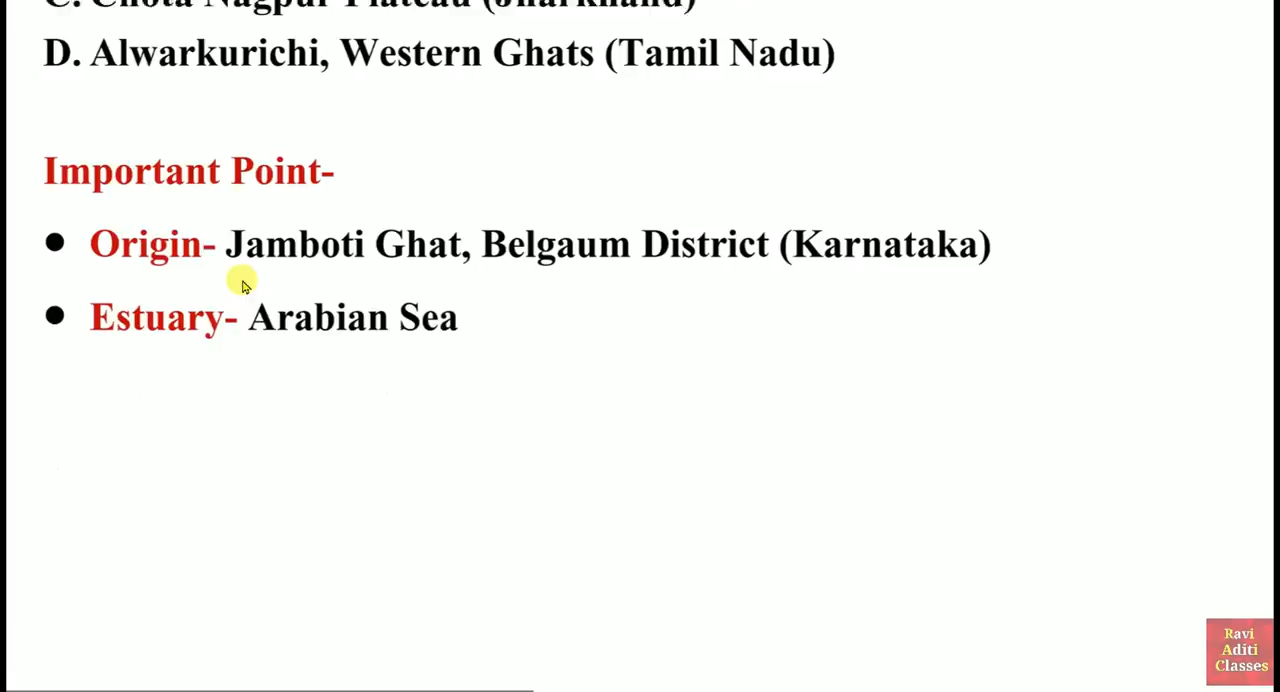 C. Chota Nagpur Plateau (Jharkhand)
D. Alwarkurichi, Western Ghats (Tamil Nadu)
Important Point-
● Origin- Jamboti Ghat, Belgaum District (Karnataka)
● Estuary- Arabian Sea
Ravi
Aditi
Classes